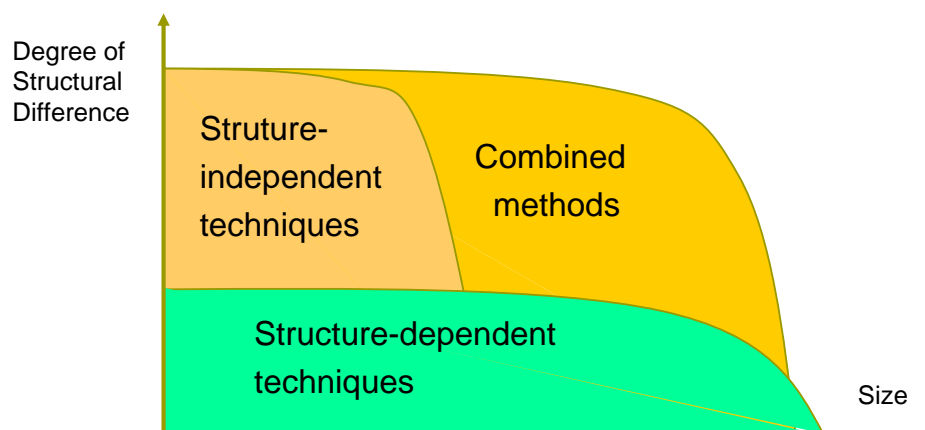 Degree of
Structural
Difference
Struture-
independent
techniques
Combined
methods
Structure-dependent
techniques
Size